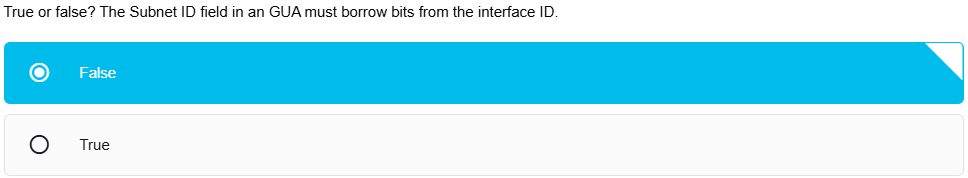 True or false? The Subnet ID field in an GUA must borrow bits from the interface ID.
False
True